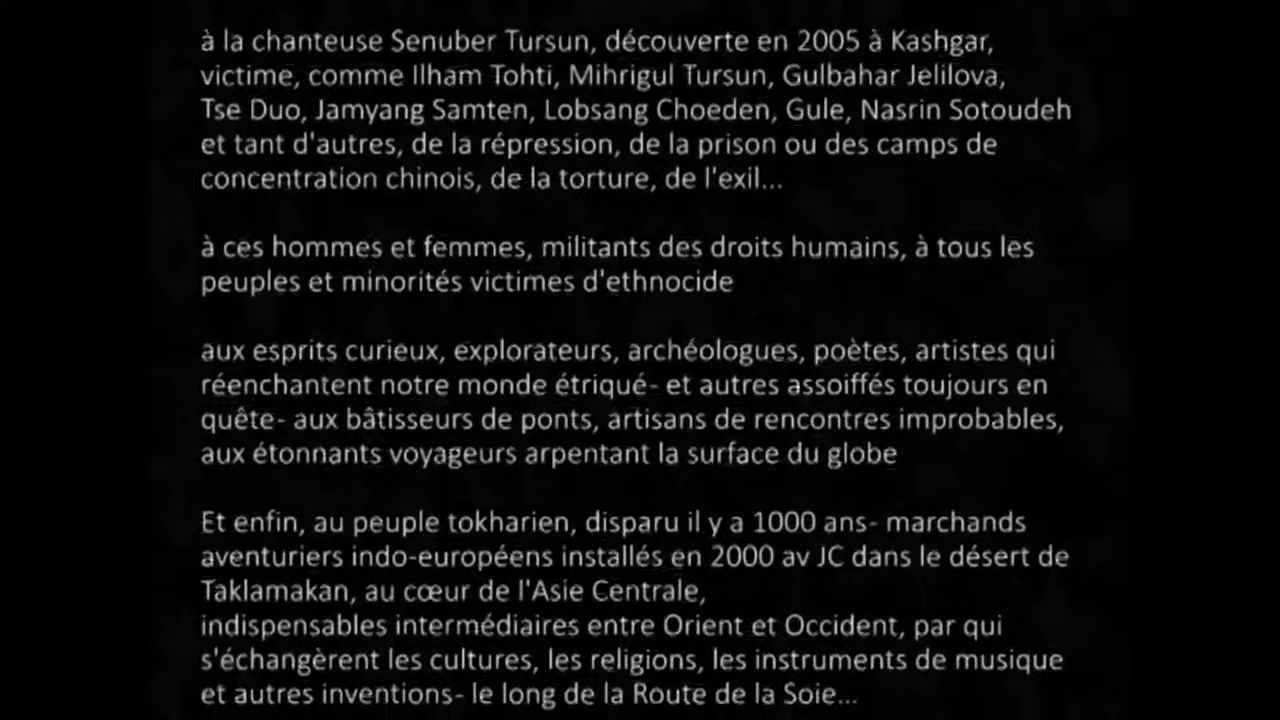 à la chanteuse Senuber Tursun, découverte en 2005 à Kashgar,
victime, comme Ilham Tohti, Mihrigul Tursun, Gulbahar Jelilova,
Tse Duo, Jamyang Samten, Lobsang Choeden, Gule, Nasrin Sotoudeh
et tant d'autres, de la répression, de la prison ou des camps de
concentration chinois, de la torture, de l'exil...
à ces hommes et femmes, militants des droits humains, à tous les
peuples et minorités victimes d'ethnocide
aux esprits curieux, explorateurs, archéologues, poètes, artistes qui
réenchantent notre monde étriqué- et autres assoiffés toujours en
quête- aux bâtisseurs de ponts, artisans de rencontres improbables,
aux étonnants voyageurs arpentant la surface du globe
Et enfin, au peuple tokharien, disparu il y a 1000 ans- marchands
aventuriers indo-européens installés en 2000 av JC dans le désert de
Taklamakan, au cœur de l'Asie Centrale,
indispensables intermédiaires entre Orient et Occident, par qui
s'échangèrent les cultures, les religions, les instruments de musique
et autres inventions- le long de la Route de la Soie...